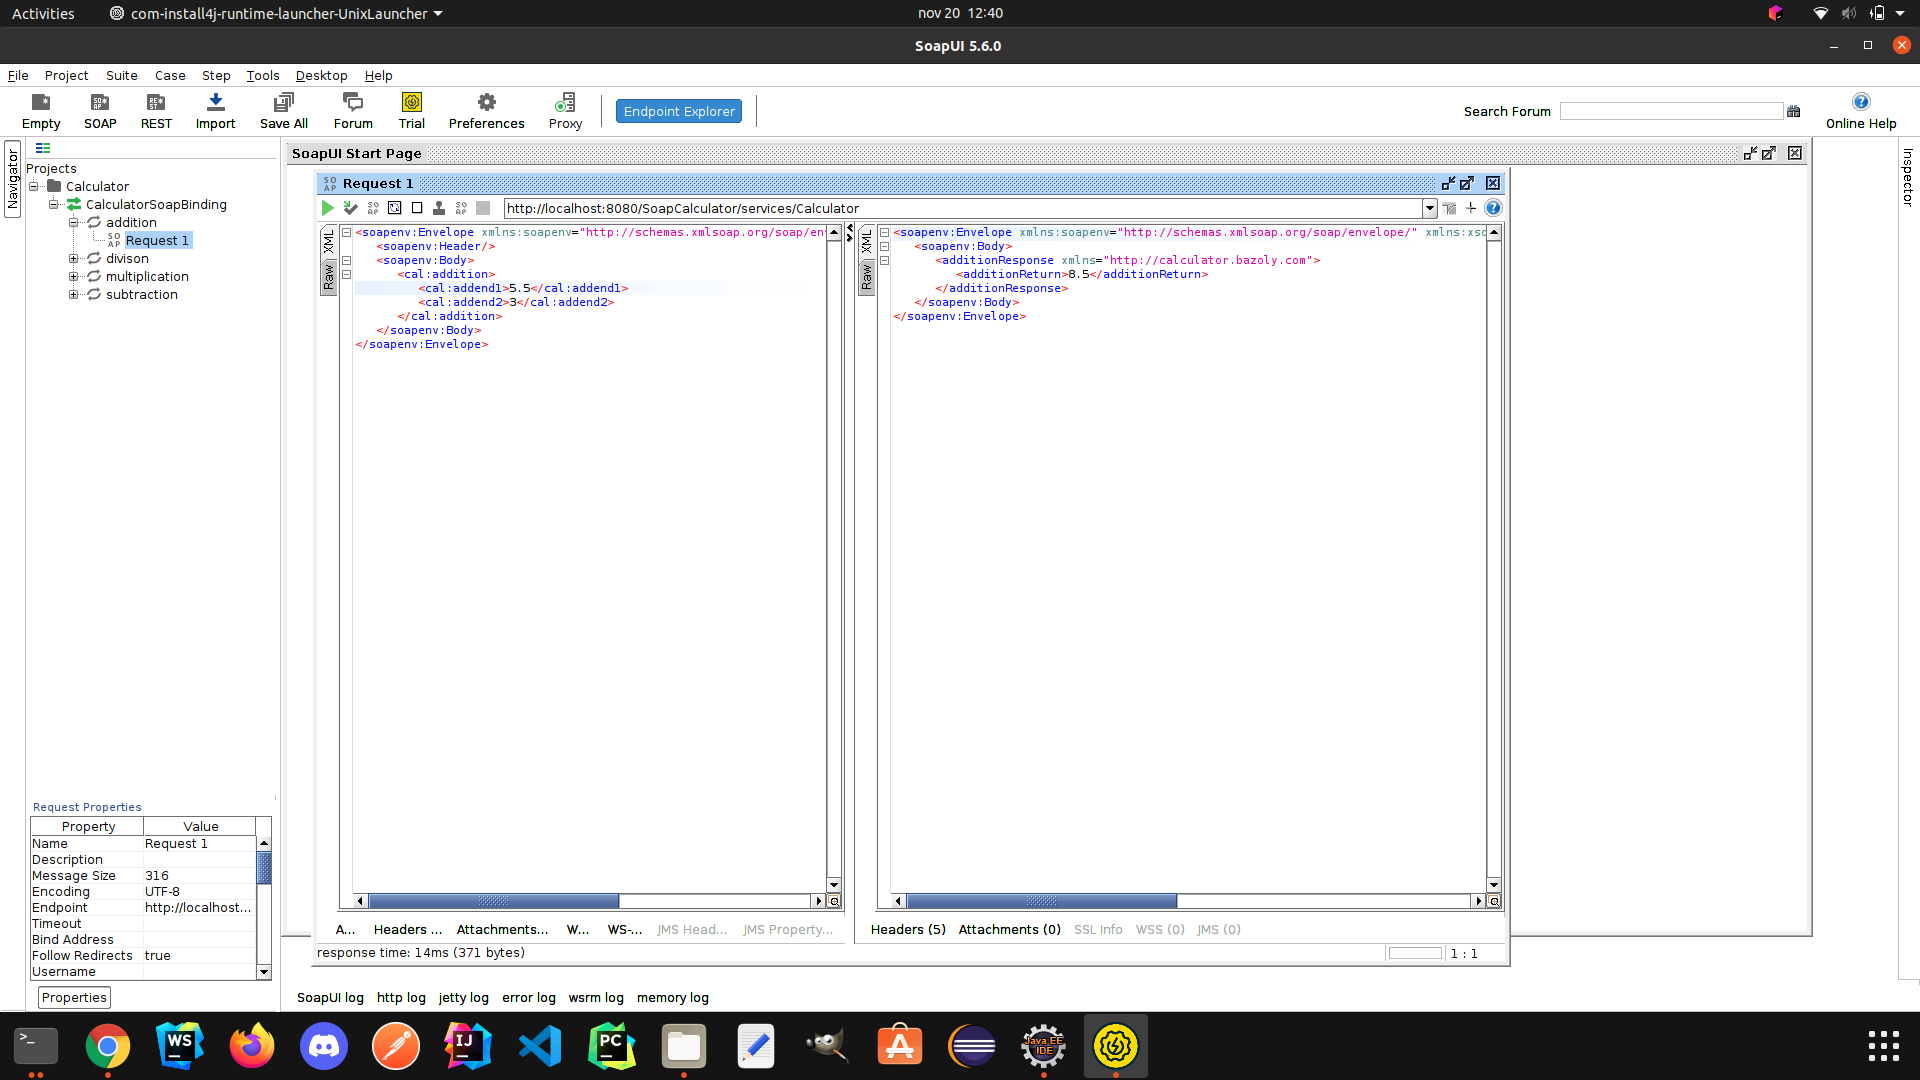 Activities com-install4j-runtime-launcher-UnixLauncher nov 20 12:40
SoapUI 5.6.0
File Project Suite Case Step Tools Desktop Help
Empty SOAP REST Import Save All Forum Trial Preferences Proxy Endpoint Explorer Search Forum Online Help
Navigator
Inspector
Projects
Calculator
CalculatorSoapBinding
addition
Request 1
divison
multiplication
subtraction
SoapUI Start Page
Request 1
http://localhost:8080/SoapCalculator/services/Calculator
XML
Raw
<soapenv:Envelope xmlns:soapenv="http://schemas.xmlsoap.org/soap/en
<soapenv:Header/>
<soapenv:Body>
<cal:addition>
<cal:addend1>5.5</cal:addend1>
<cal:addend2>3</cal:addend2>
</cal:addition>
</soapenv:Body>
</soapenv:Envelope>
XML
Raw
<soapenv:Envelope xmlns:soapenv="http://schemas.xmlsoap.org/soap/envelope/" xmlns:xsd
<soapenv:Body>
<additionResponse xmlns="http://calculator.bazoly.com">
<additionReturn>8.5</additionReturn>
</additionResponse>
</soapenv:Body>
</soapenv:Envelope>
A... Headers ... Attachments... W... WS-... JMS Head... JMS Property...
Headers (5) Attachments (0) SSL Info WSS (0) JMS (0)
response time: 14ms (371 bytes)
1 : 1
Request Properties
Property Value
Name Request 1
Description
Message Size 316
Encoding UTF-8
Endpoint http://localhost...
Timeout
Bind Address
Follow Redirects true
Username
Properties
SoapUI log http log jetty log error log wsrm log memory log
>_ WS IJ PC Java EE
IDE